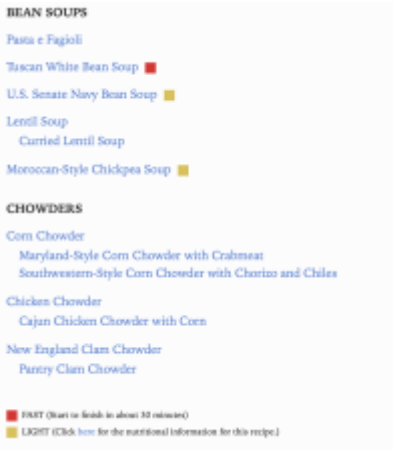 BEAN SOUPS
Pasta e Fagioli
Tuscan White Bean Soup
U.S. Senate Navy Bean Soup
Lentil Soup
Curried Lentil Soup
Moroccan-Style Chickpea Soup
CHOWDERS
Corn Chowder
Maryland-Style Corn Chowder with Crabmeat
Southwestern-Style Corn Chowder with Chorizo and Chiles
Chicken Chowder
Cajun Chicken Chowder with Corn
New England Clam Chowder
Pantry Clam Chowder
FAST (Start to finish in about 30 minutes)
LIGHT (Click here for the nutritional information for this recipe.)